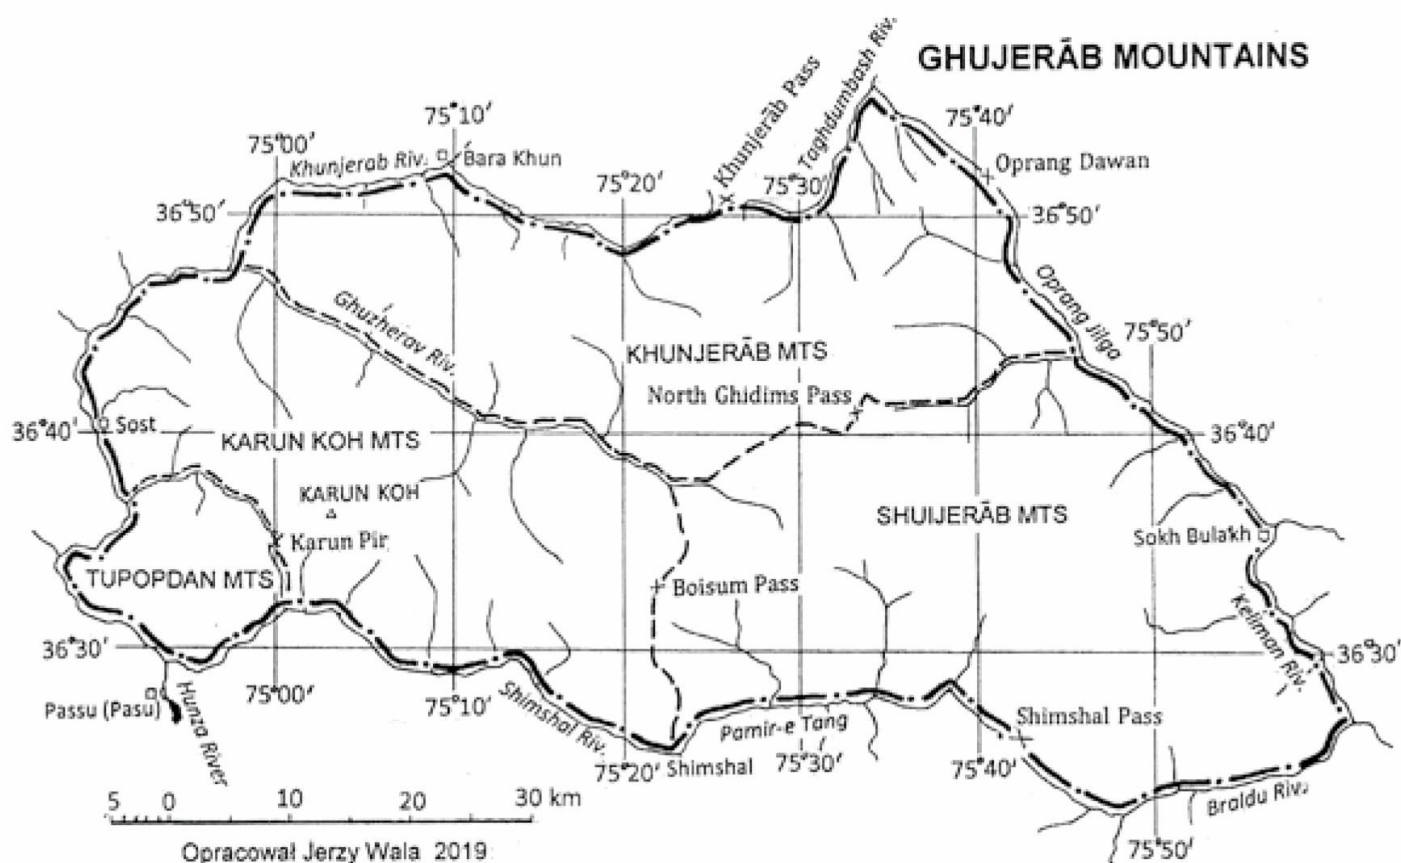 GHUJERĀB MOUNTAINS
Taghdumbash Riv.
Khunjerāb Pass
75°10'
75°40'
75°00'
Khunjerab Riv.
Bara Khun
Oprang Dawan
75°20'
75°30'
36°50'
36°50'
Oprang Jilga
Ghuzherav Riv.
75°50'
KHUNJERĀB MTS
North Ghidims Pass
36°40'
Sost
KARUN KOH MTS
36°40'
KARUN KOH
SHUIJERĀB MTS
Karun Pir
Sokh Bulakh
TUPOPDAN MTS
Boisum Pass
Keliman Riv.
36°30'
36°30'
75°00'
75°10'
Passu (Pasu)
Hunza River
Shimshal Riv.
Pamir-e Tang
Shimshal Pass
75°20'
Shimshal
75°30'
75°40'
Braldu Riv.
5 0 10 20 30 km
75°50'
Opracował Jerzy Wala 2019